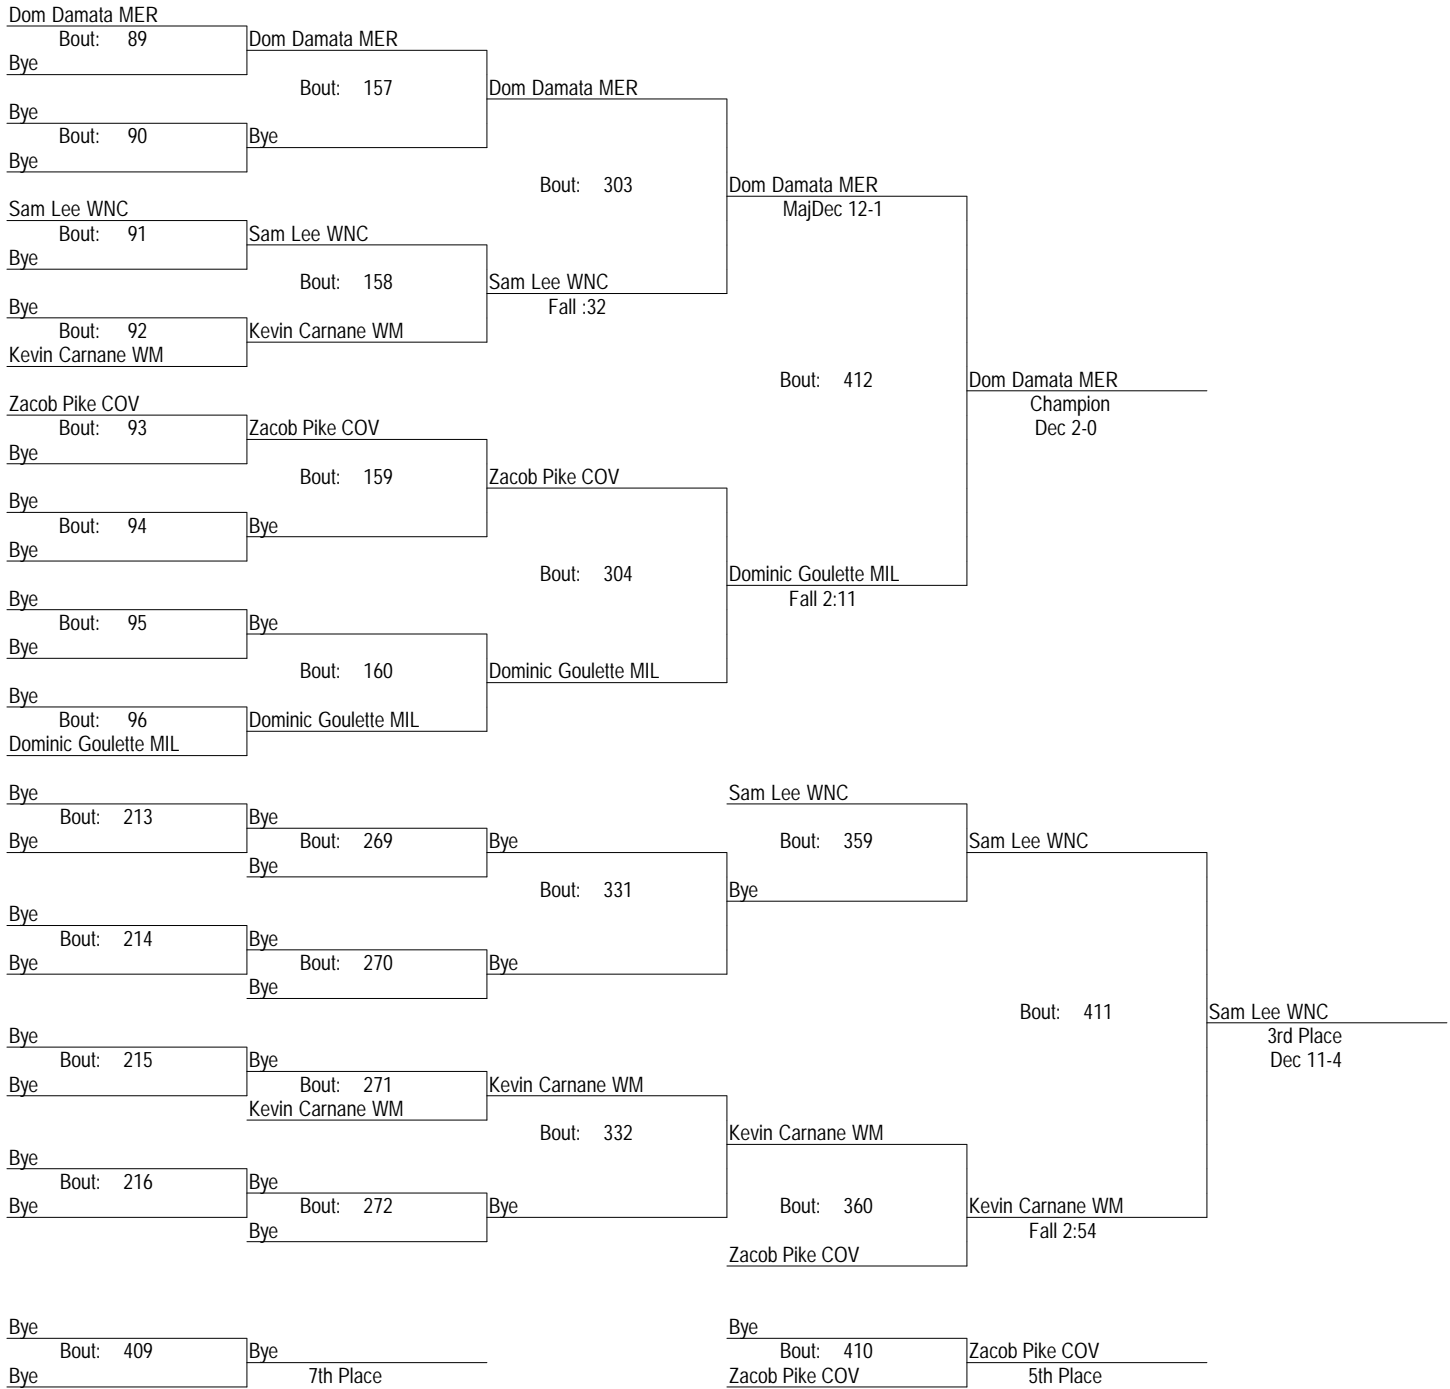 Dom Damata MER
Bout: 89 Dom Damata MER
Bye
Bout: 157 Dom Damata MER
Bye
Bout: 90 Bye
Bye
Bout: 303 Dom Damata MER
MajDec 12-1
Sam Lee WNC
Bout: 91 Sam Lee WNC
Bye
Bout: 158 Sam Lee WNC
Fall :32
Bye
Bout: 92 Kevin Carnane WM
Kevin Carnane WM
Bout: 412 Dom Damata MER
Champion
Dec 2-0
Zacob Pike COV
Bout: 93 Zacob Pike COV
Bye
Bout: 159 Zacob Pike COV
Bye
Bout: 94 Bye
Bye
Bout: 304 Dominic Goulette MIL
Fall 2:11
Bye
Bout: 95 Bye
Bye
Bout: 160 Dominic Goulette MIL
Bye
Bout: 96 Dominic Goulette MIL
Dominic Goulette MIL
Bye Sam Lee WNC
Bout: 213 Bye
Bye Bout: 269 Bye Bout: 359 Sam Lee WNC
Bye
Bout: 331 Bye
Bye
Bout: 214 Bye
Bye Bout: 270 Bye
Bye
Bout: 411 Sam Lee WNC
3rd Place
Dec 11-4
Bye
Bout: 215 Bye
Bye Bout: 271 Kevin Carnane WM
Kevin Carnane WM
Bout: 332 Kevin Carnane WM
Bye
Bout: 216 Bye
Bye Bout: 272 Bye Bout: 360 Kevin Carnane WM
Bye Fall 2:54
Zacob Pike COV
Bye Bye
Bout: 409 Bye Bout: 410 Zacob Pike COV
Bye 7th Place Zacob Pike COV 5th Place